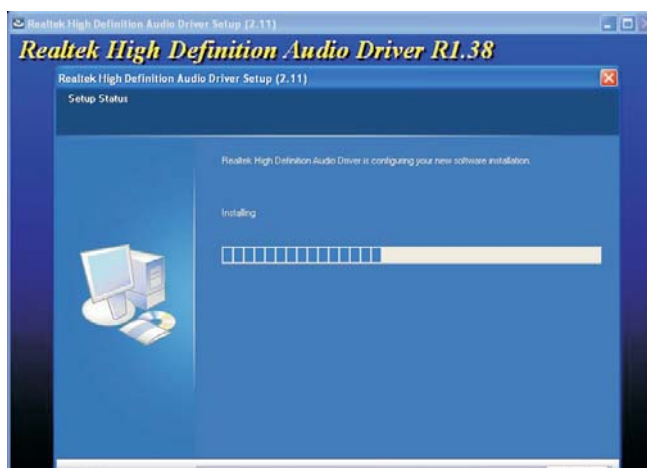 Realtek High Definition Audio Driver Setup (2.11)
Realtek High Definition Audio Driver R1.38
Realtek High Definition Audio Driver Setup (2.11)
Setup Status
Realtek High Definition Audio Driver is configuring your new software installation.
Installing